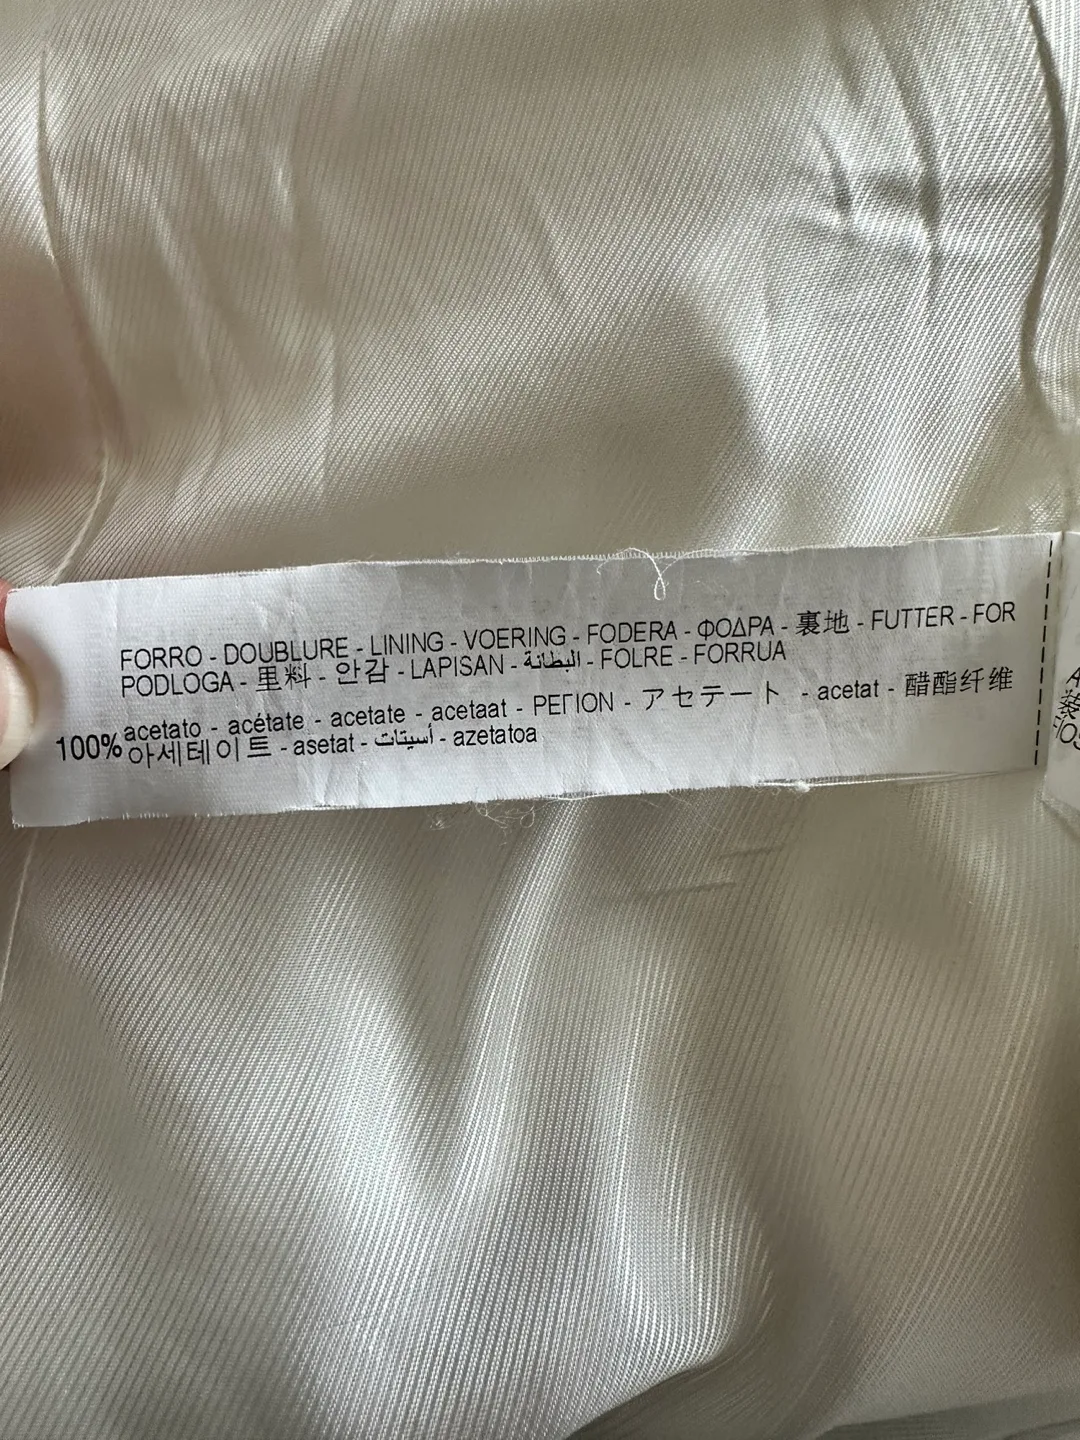 FORRO - DOUBLURE - LINING - VOERING - FODERA - ΦΟΔΡΑ - 裏地 - FUTTER - FOR
PODLOGA - 里料 - 안감 - LAPISAN - البطانة - FOLRE - FORRUA
100% acetato - acétate - acetate - acetaat - ΡΕΓΙΟΝ - アセテート - acetat - 醋酯纤维
아세테이트 - asetat - أسيتات - azetatoa